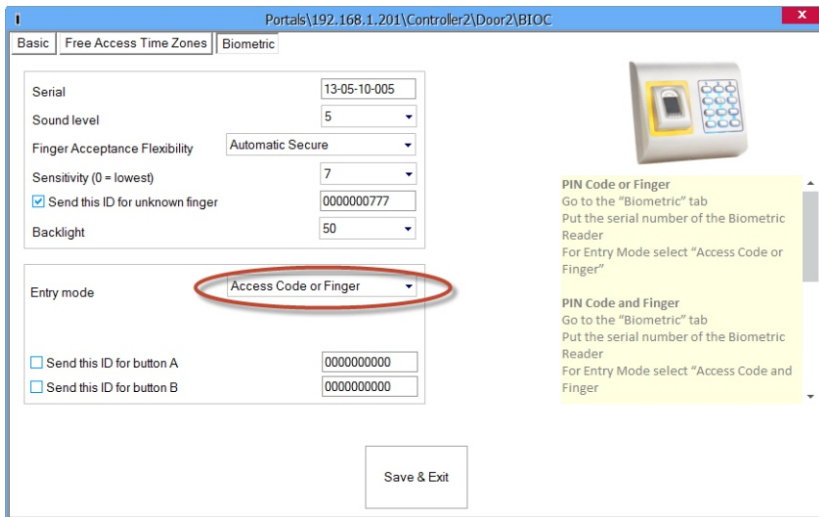 Portals\192.168.1.201\Controller2\Door2\BIOC
x
Basic Free Access Time Zones Biometric
Serial 13-05-10-005
Sound level 5
Finger Acceptance Flexibility Automatic Secure
Sensitivity (0 = lowest) 7
Send this ID for unknown finger 0000000777
Backlight 50
Entry mode Access Code or Finger
Send this ID for button A 0000000000
Send this ID for button B 0000000000
PIN Code or Finger
Go to the “Biometric” tab
Put the serial number of the Biometric
Reader
For Entry Mode select “Access Code or
Finger”
PIN Code and Finger
Go to the “Biometric” tab
Put the serial number of the Biometric
Reader
For Entry Mode select “Access Code and
Finger
Save & Exit